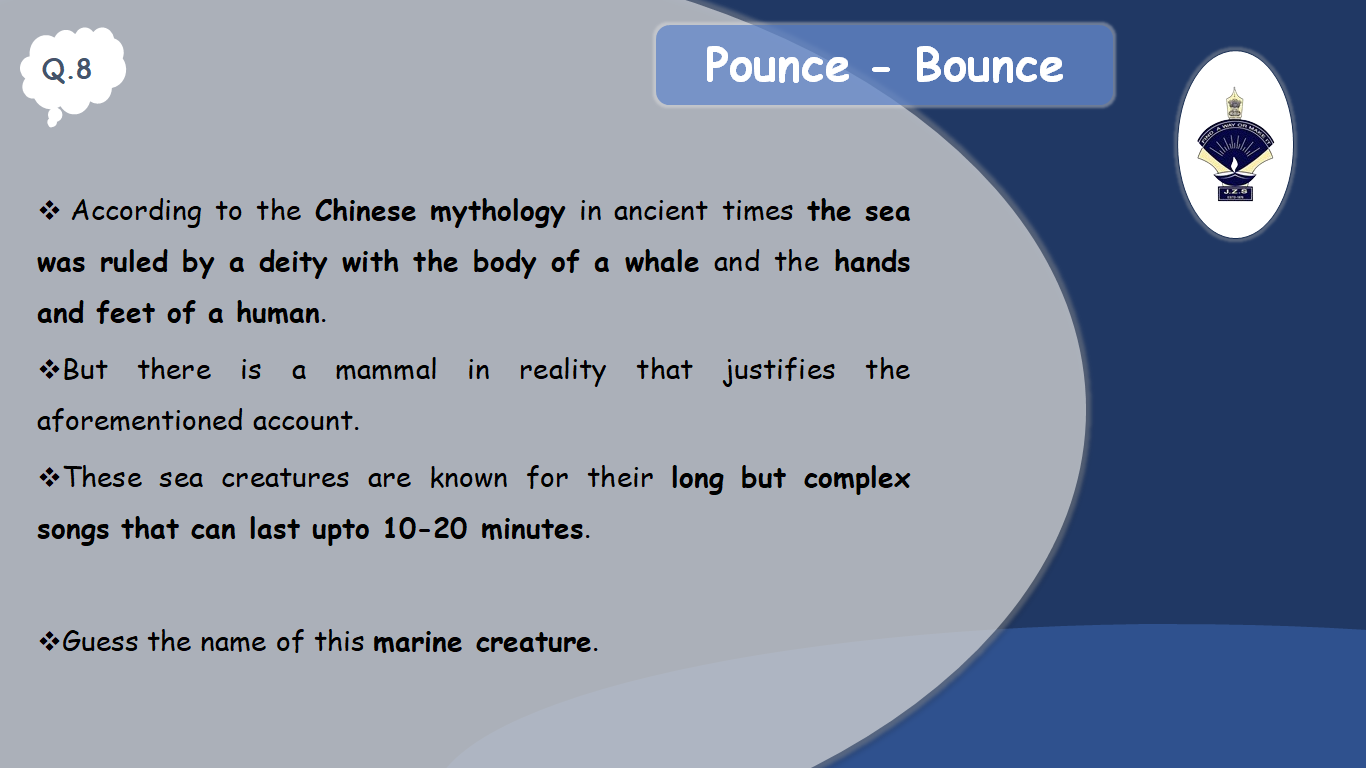 Q.8
Pounce - Bounce
FIND A WAY OR MAKE IT
J.Z.S
❖ According to the Chinese mythology in ancient times the sea
was ruled by a deity with the body of a whale and the hands
and feet of a human.
❖But there is a mammal in reality that justifies the
aforementioned account.
❖These sea creatures are known for their long but complex
songs that can last upto 10-20 minutes.
❖Guess the name of this marine creature.